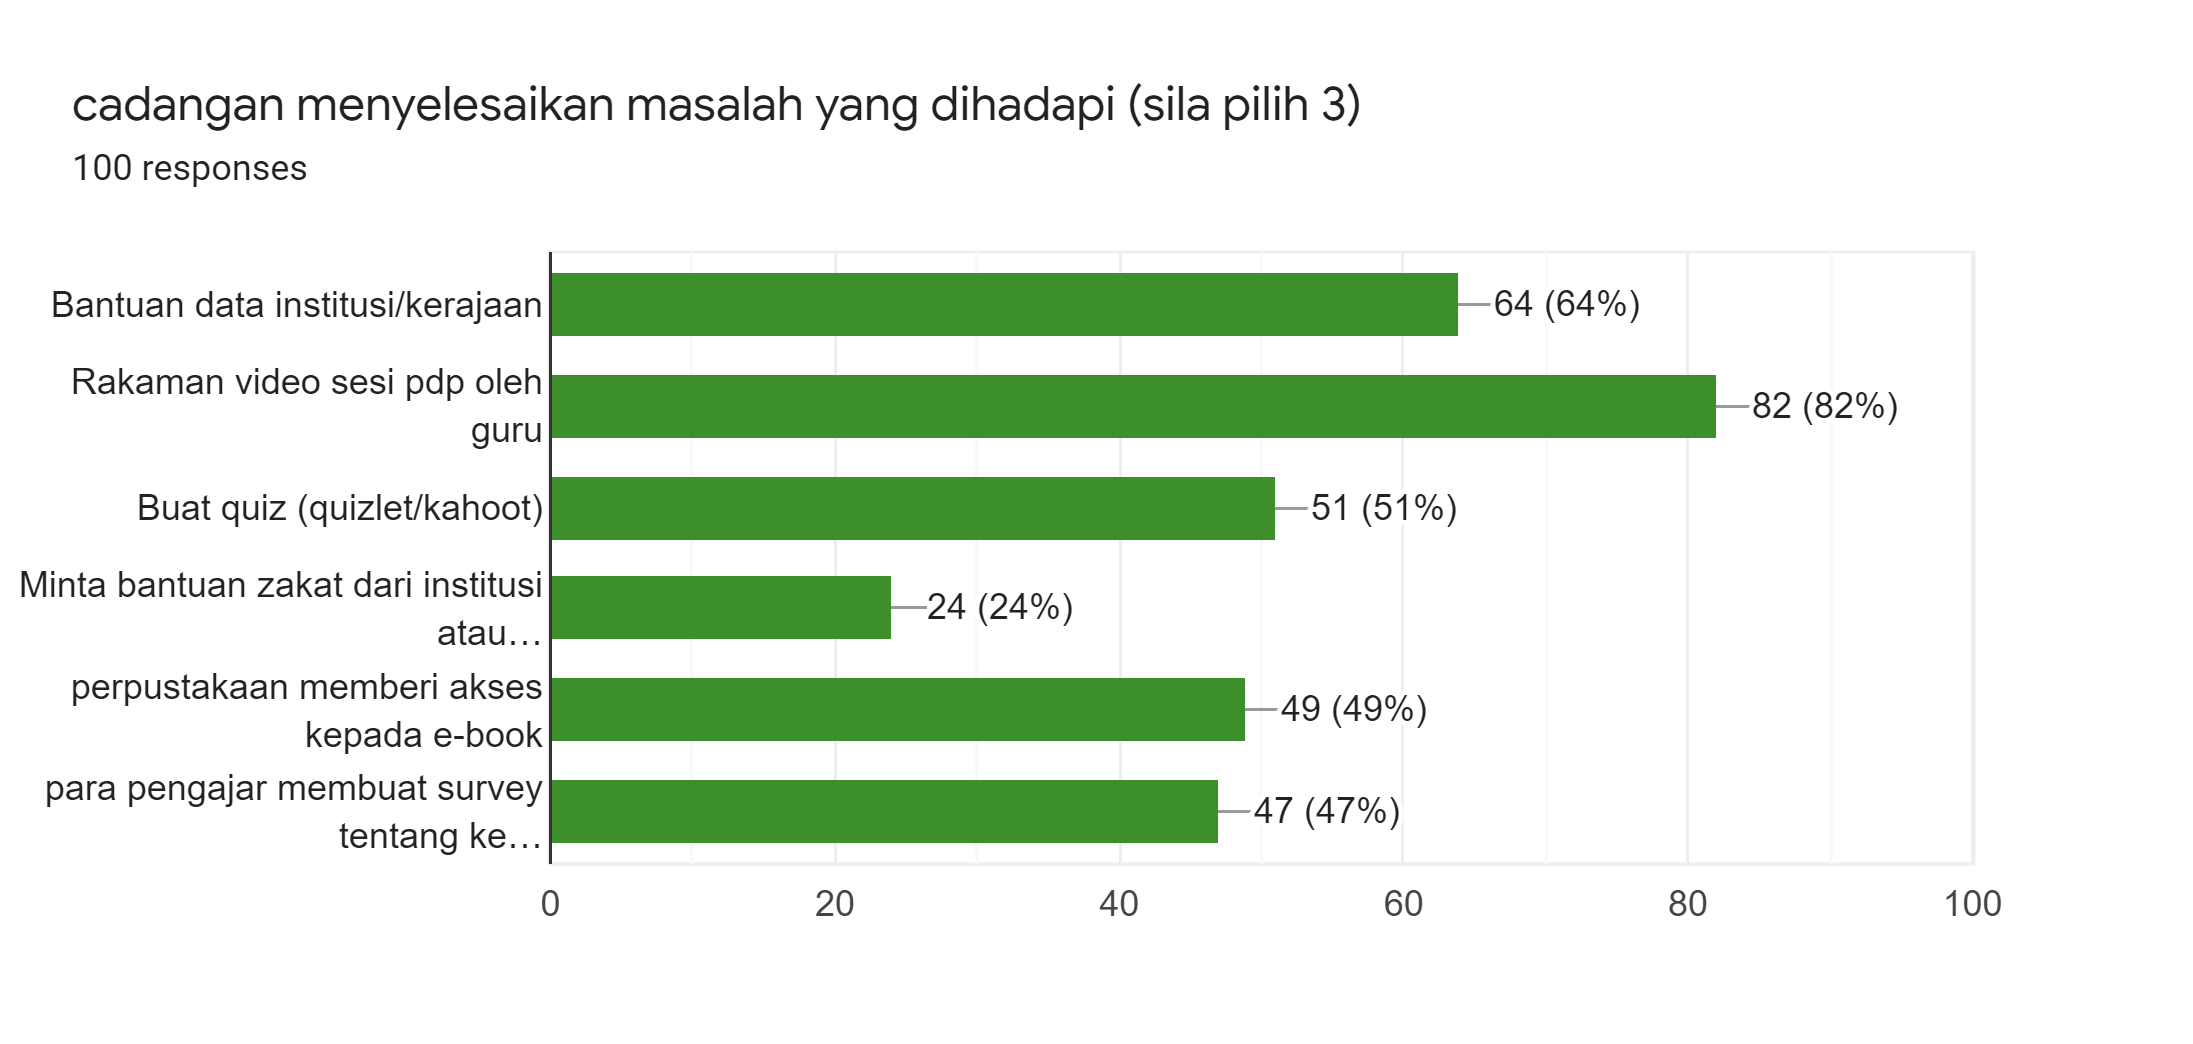 cadangan menyelesaikan masalah yang dihadapi (sila pilih 3)
100 responses
Bantuan data institusi/kerajaan
64 (64%)
Rakaman video sesi pdp oleh
guru
82 (82%)
Buat quiz (quizlet/kahoot)
51 (51%)
Minta bantuan zakat dari institusi
atau…
24 (24%)
perpustakaan memberi akses
kepada e-book
49 (49%)
para pengajar membuat survey
tentang ke…
47 (47%)
0 20 40 60 80 100